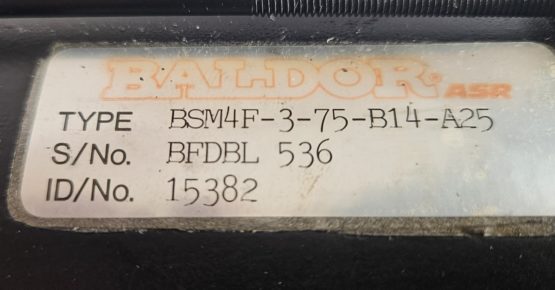 BALDOR® ASR
TYPE BSM4F-3-75-B14-A25
S/No. BFDBL 536
ID/No. 15382